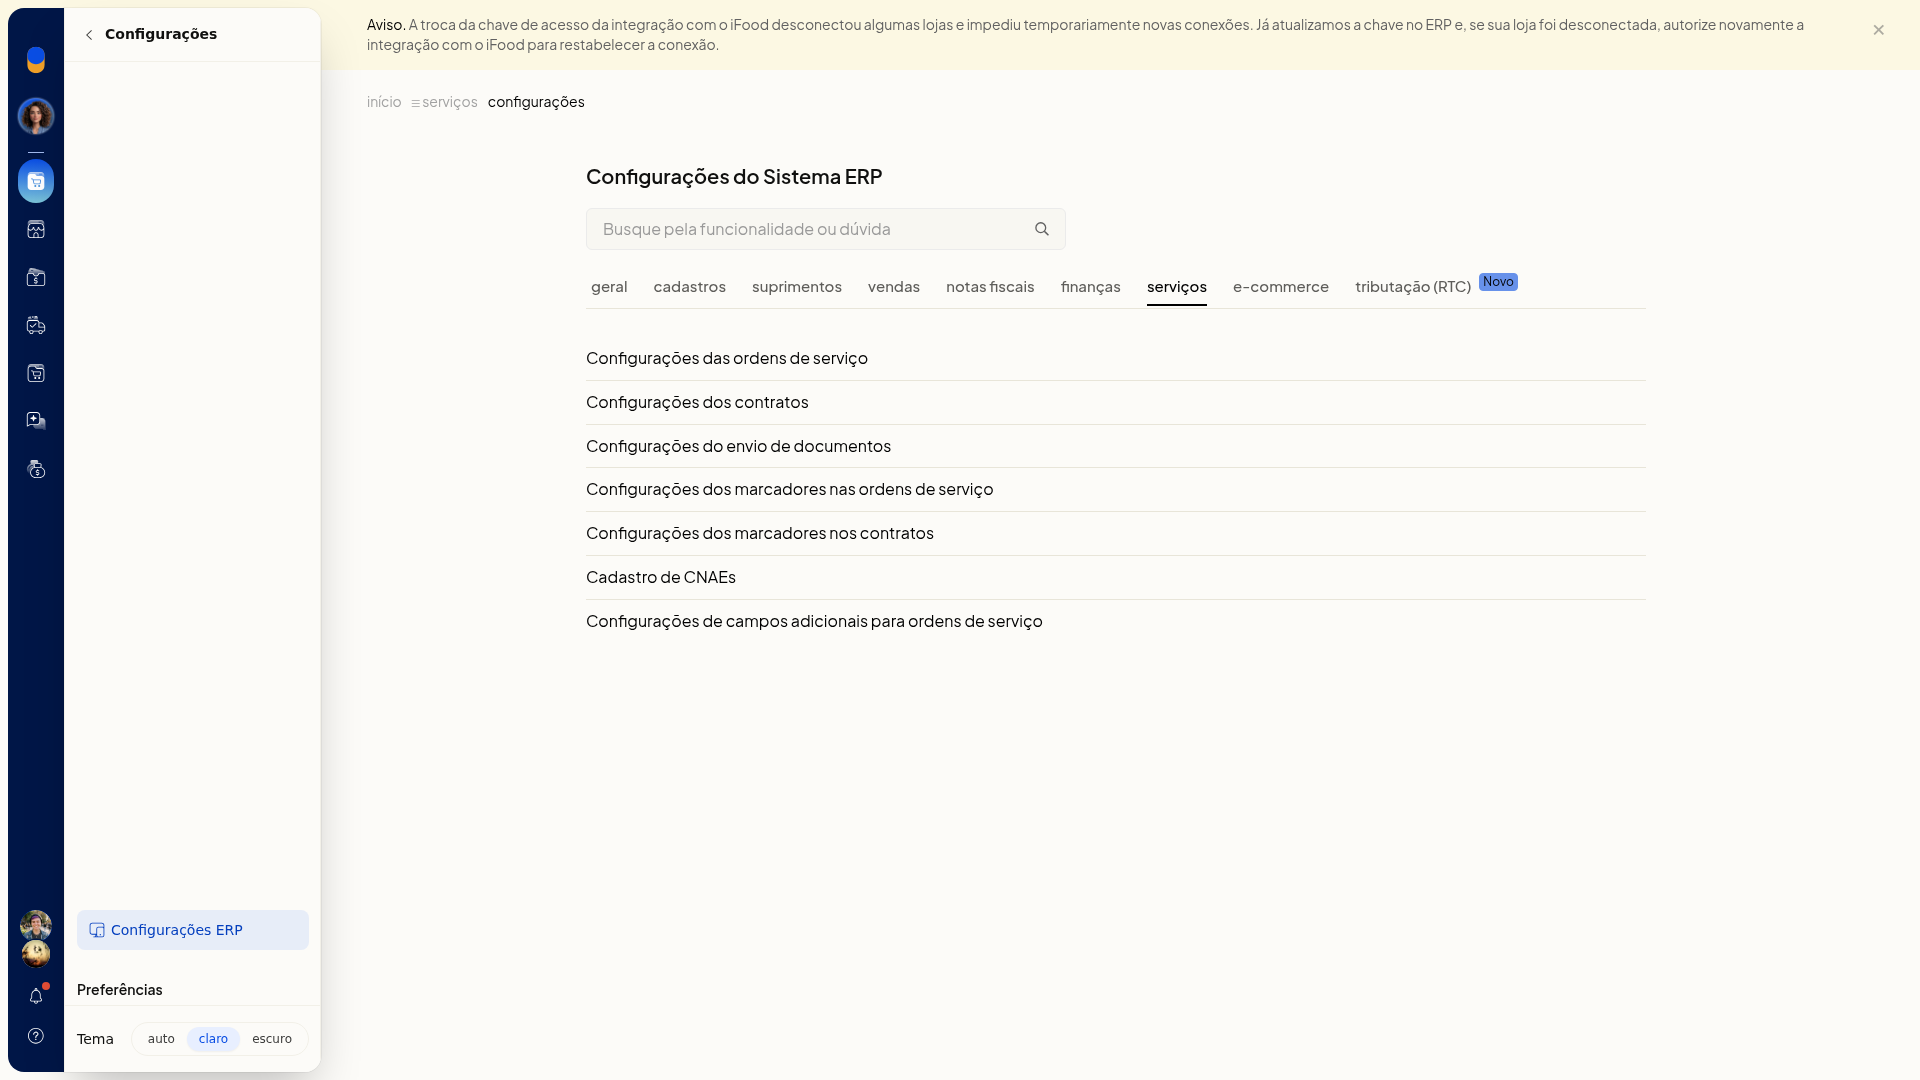 Configurações
Aviso. A troca da chave de acesso da integração com o iFood desconectou algumas lojas e impediu temporariamente novas conexões. Já atualizamos a chave no ERP e, se sua loja foi desconectada, autorize novamente a
integração com o iFood para restabelecer a conexão.
início serviços configurações
Configurações do Sistema ERP
Busque pela funcionalidade ou dúvida
geral cadastros suprimentos vendas notas fiscais finanças serviços e-commerce tributação (RTC) Novo
Configurações das ordens de serviço
Configurações dos contratos
Configurações do envio de documentos
Configurações dos marcadores nas ordens de serviço
Configurações dos marcadores nos contratos
Cadastro de CNAEs
Configurações de campos adicionais para ordens de serviço
Configurações ERP
Preferências
Tema auto claro escuro